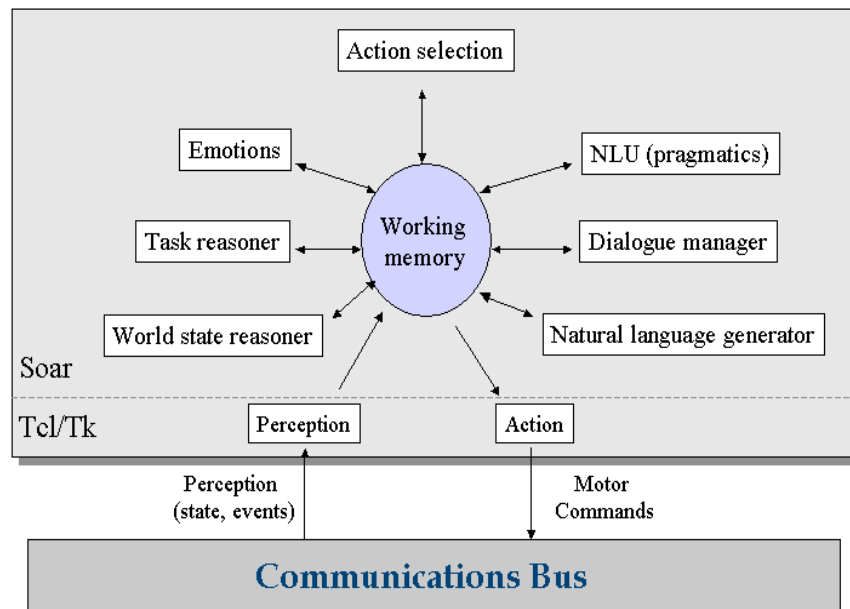 Action selection
Emotions
NLU (pragmatics)
Working
memory
Task reasoner
Dialogue manager
World state reasoner
Natural language generator
Soar
Tcl/Tk
Perception
Action
Perception
(state, events)
Motor
Commands
Communications Bus